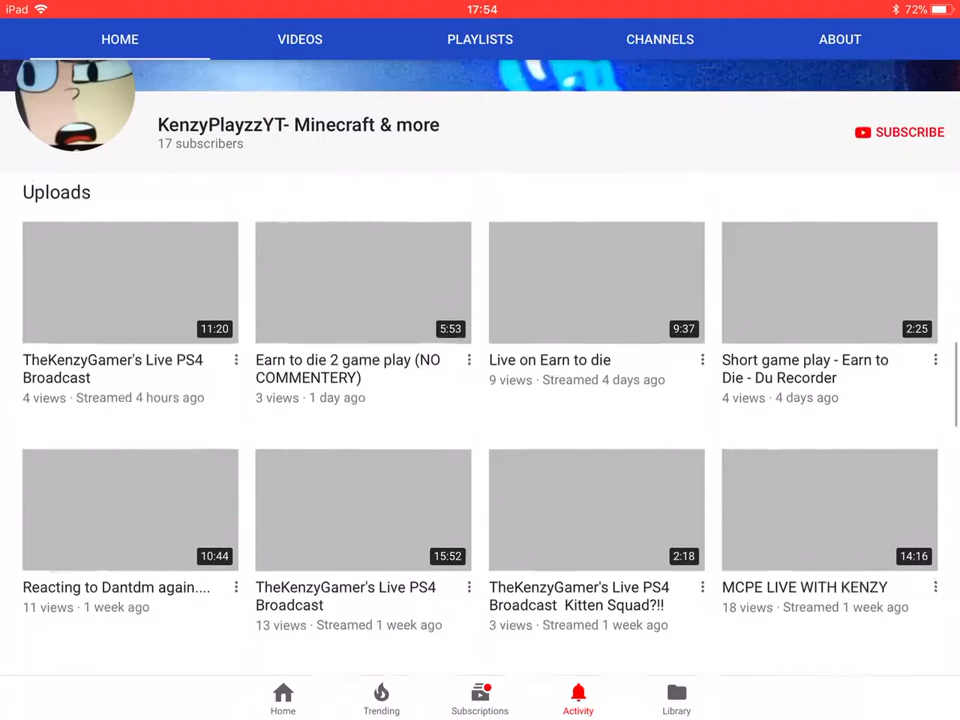 iPad 17:54 72%
HOME VIDEOS PLAYLISTS CHANNELS ABOUT
KenzyPlayzzYT- Minecraft & more
17 subscribers
SUBSCRIBE
Uploads
11:20 5:53 9:37 2:25
TheKenzyGamer's Live PS4
Broadcast
4 views · Streamed 4 hours ago
Earn to die 2 game play (NO
COMMENTERY)
3 views · 1 day ago
Live on Earn to die
9 views · Streamed 4 days ago
Short game play - Earn to
Die - Du Recorder
4 views · 4 days ago
10:44 15:52 2:18 14:16
Reacting to Dantdm again....
11 views · 1 week ago
TheKenzyGamer's Live PS4
Broadcast
13 views · Streamed 1 week ago
TheKenzyGamer's Live PS4
Broadcast Kitten Squad?!!
3 views · Streamed 1 week ago
MCPE LIVE WITH KENZY
18 views · Streamed 1 week ago
Home Trending Subscriptions Activity Library